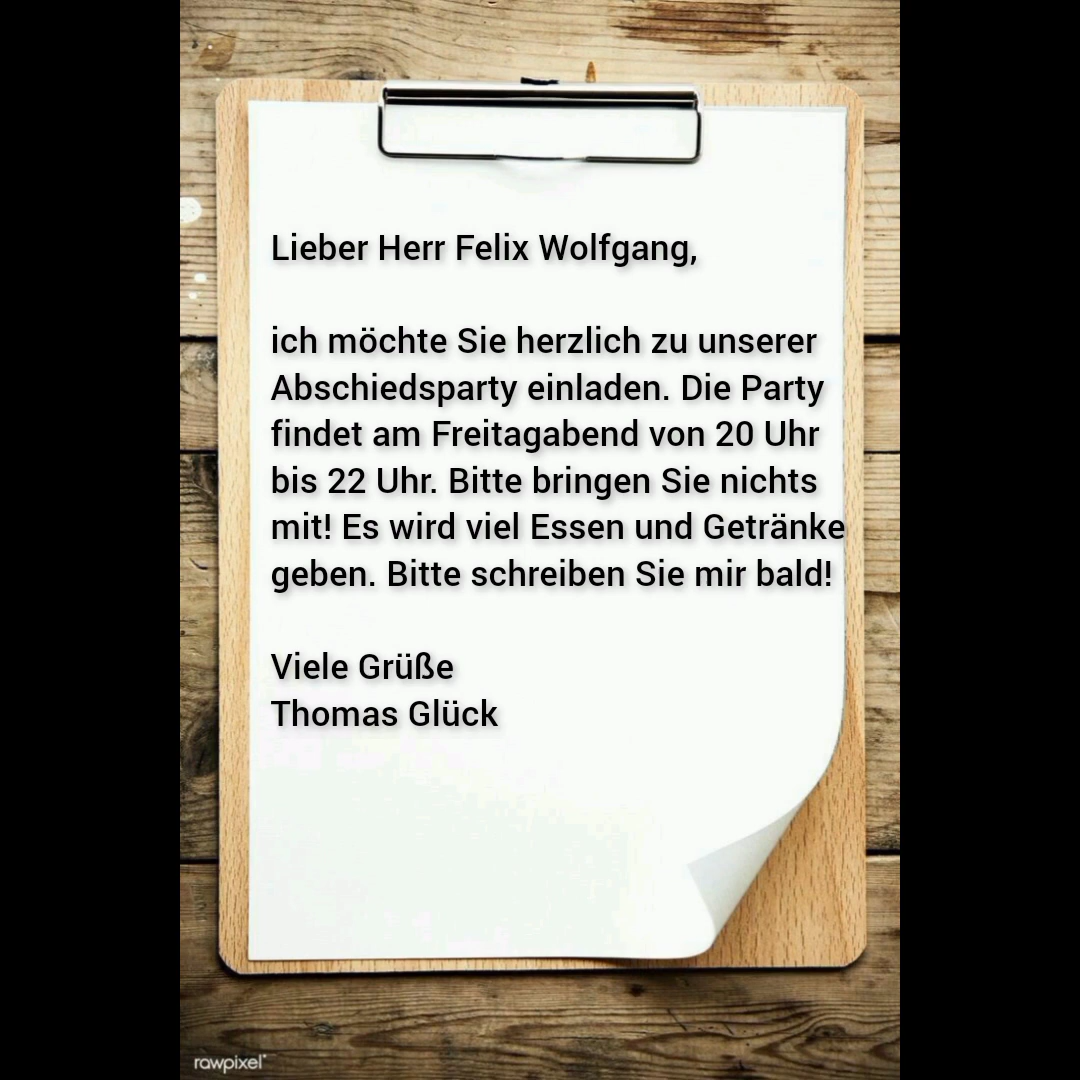 Lieber Herr Felix Wolfgang,
ich möchte Sie herzlich zu unserer
Abschiedsparty einladen. Die Party
findet am Freitagabend von 20 Uhr
bis 22 Uhr. Bitte bringen Sie nichts
mit! Es wird viel Essen und Getränke
geben. Bitte schreiben Sie mir bald!
Viele Grüße
Thomas Glück
rawpixel